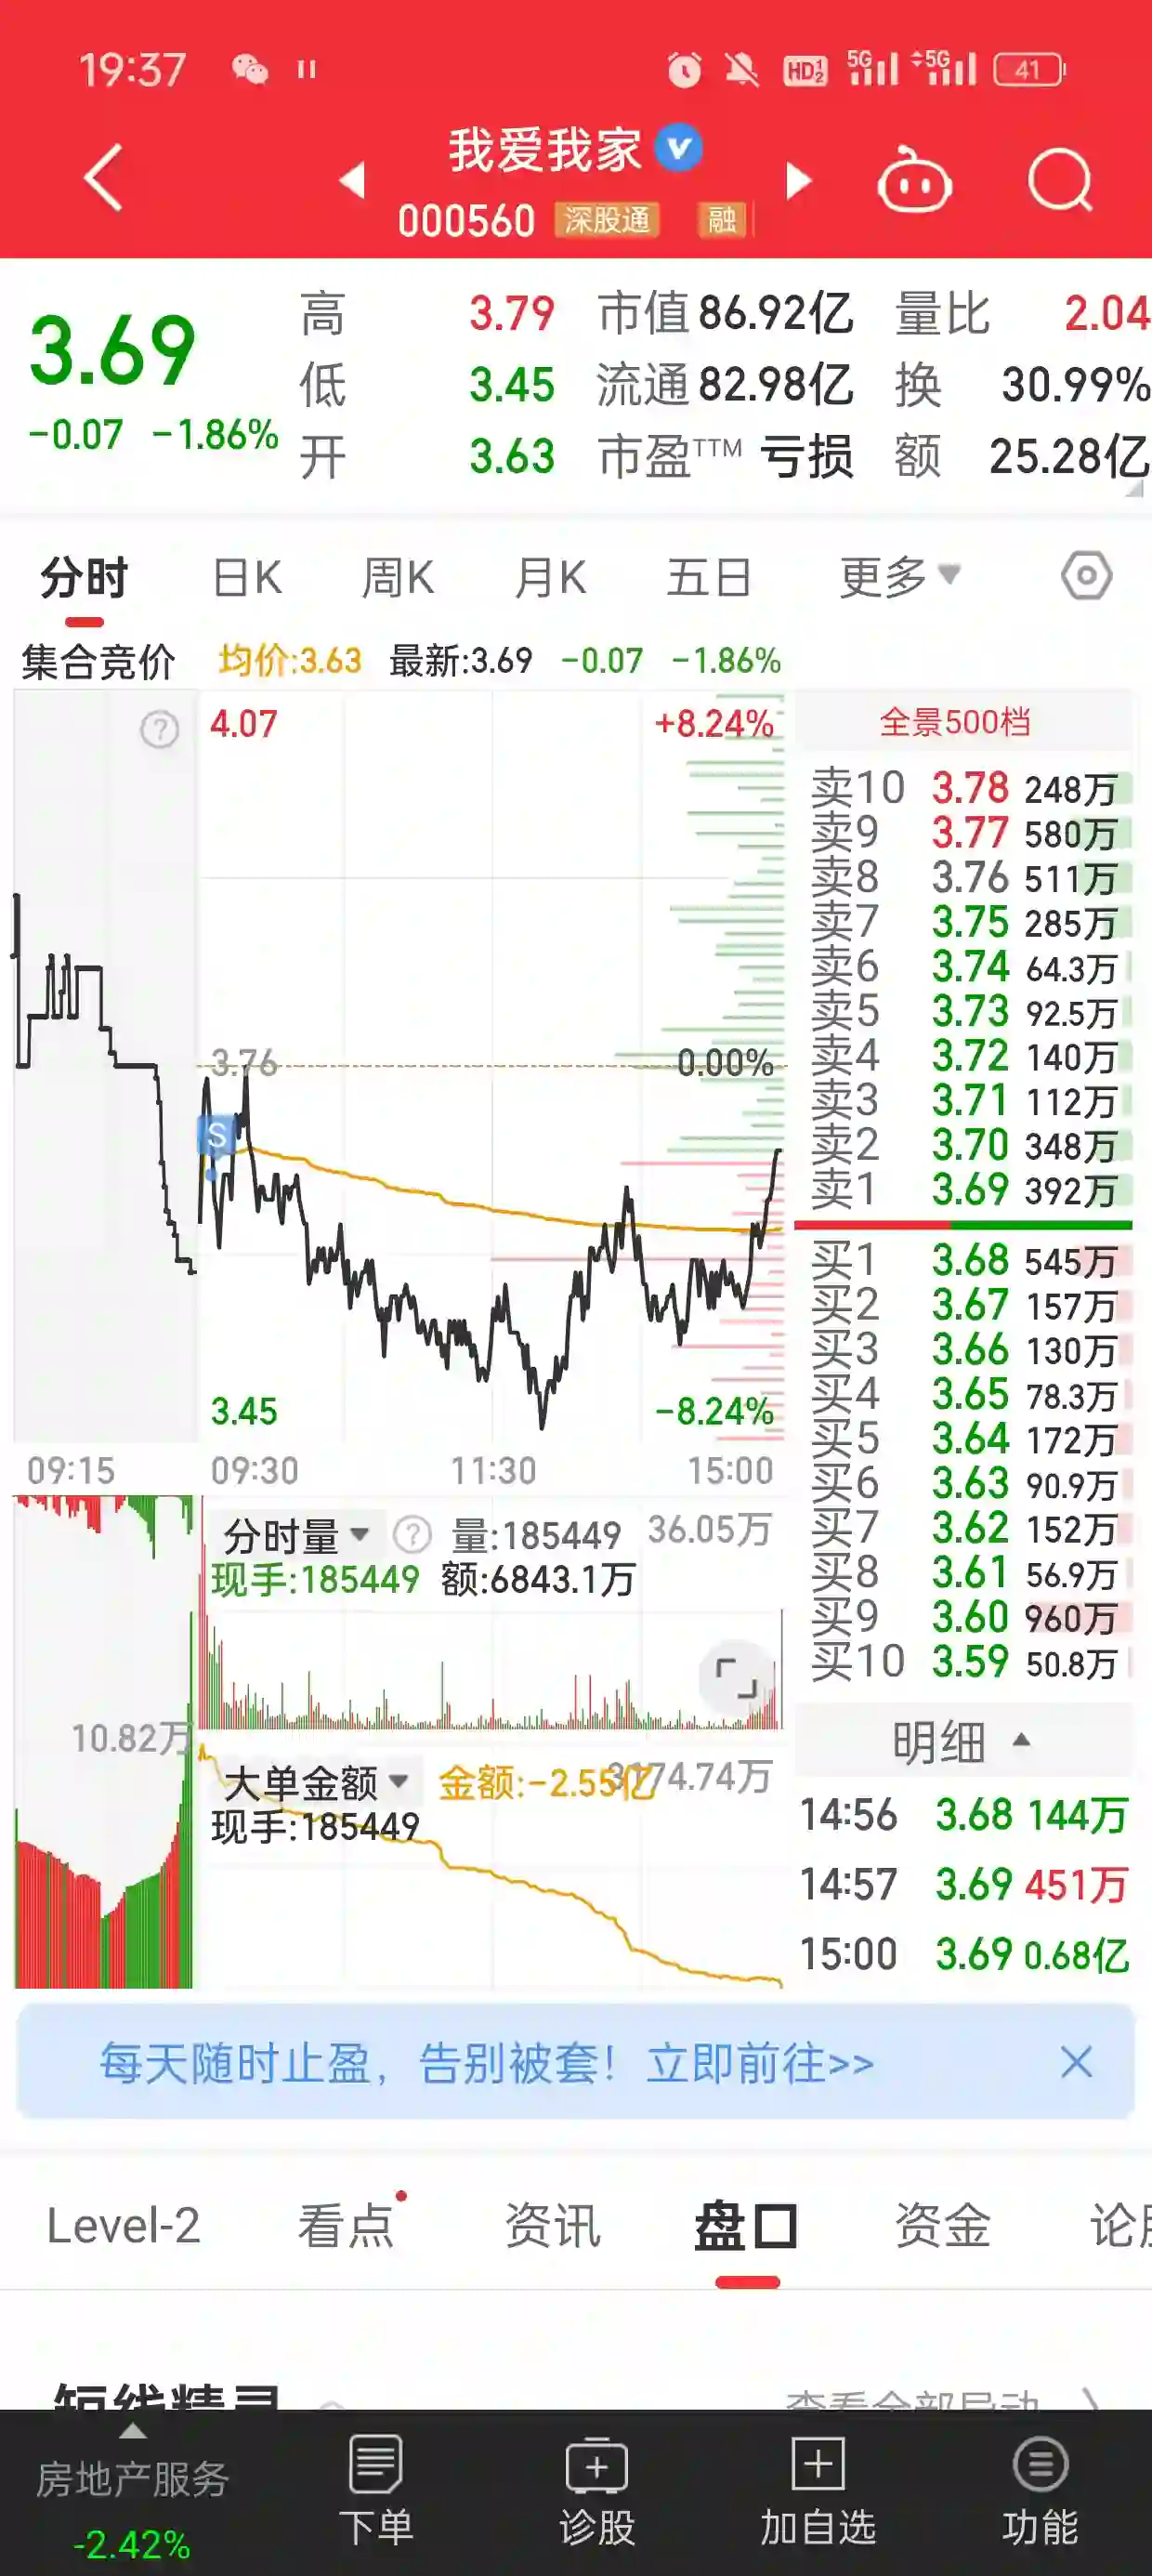 19:37 HD 1 2 5G 5G 41
我爱我家
000560 深股通 融
3.69
-0.07 -1.86%
高 3.79 市值 86.92亿 量比 2.04
低 3.45 流通 82.98亿 换 30.99%
开 3.63 市盈TTM 亏损 额 25.28亿
分时 日K 周K 月K 五日 更多
集合竞价 均价:3.63 最新:3.69 -0.07 -1.86%
4.07 +8.24%
3.76 0.00%
S
3.45 -8.24%
09:15 09:30 11:30 15:00
全景500档
卖10 3.78 248万
卖9 3.77 580万
卖8 3.76 511万
卖7 3.75 285万
卖6 3.74 64.3万
卖5 3.73 92.5万
卖4 3.72 140万
卖3 3.71 112万
卖2 3.70 348万
卖1 3.69 392万
买1 3.68 545万
买2 3.67 157万
买3 3.66 130万
买4 3.65 78.3万
买5 3.64 172万
买6 3.63 90.9万
买7 3.62 152万
买8 3.61 56.9万
买9 3.60 960万
买10 3.59 50.8万
分时量 量:185449 36.05万
现手:185449 额:6843.1万
10.82万
大单金额 金额:-2.55亿
现手:185449
明细
14:56 3.68 144万
14:57 3.69 451万
15:00 3.69 0.68亿
每天随时止盈，告别被套！立即前往>>
Level-2 看点 资讯 盘口 资金 论
短线精灵 查看全部异动
房地产服务
-2.42%
下单 诊股 加自选 功能